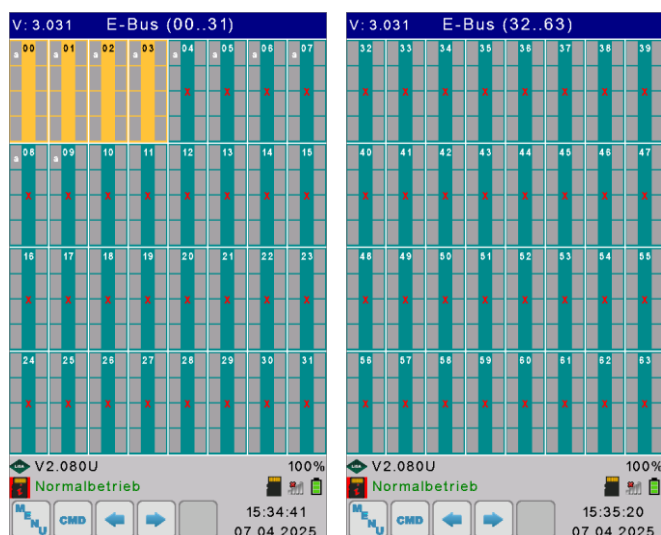 V: 3.031 E-Bus (00..31)
00 01 02 03 04 05 06 07
a a a a a a a a
x x x x
08 09 10 11 12 13 14 15
a a
x x x x x x x x
16 17 18 19 20 21 22 23
x x x x x x x x
24 25 26 27 28 29 30 31
x x x x x x x x
V2.080U 100%
Normalbetrieb
MENU CMD 15:34:41
07.04.2025
V: 3.031 E-Bus (32..63)
32 33 34 35 36 37 38 39
x x x x x x x x
40 41 42 43 44 45 46 47
x x x x x x x x
48 49 50 51 52 53 54 55
x x x x x x x x
56 57 58 59 60 61 62 63
x x x x x x x x
V2.080U 100%
Normalbetrieb
MENU CMD 15:35:20
07.04.2025